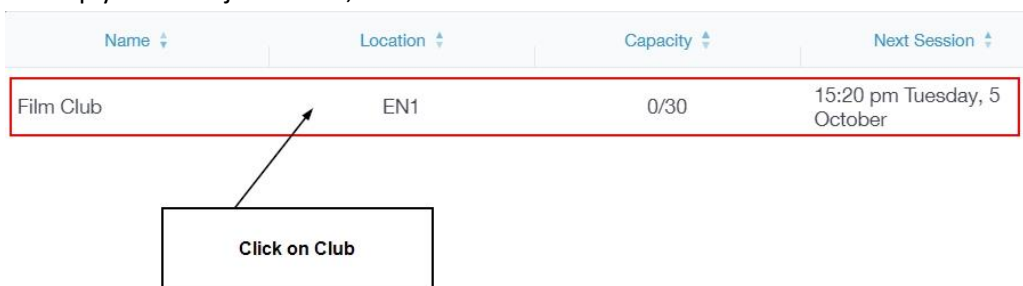 Name Location Capacity Next Session
Film Club EN1 0/30 15:20 pm Tuesday, 5
October
Click on Club